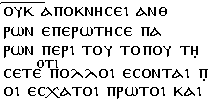 ΟΥΚ ΑΠΟΚΝΗϹΕΙ ΑΝΘ
ΡΩΝ ΕΠΕΡΩΤΗϹΕ ΠΑ
ΡΩΝ ΠΕΡΙ ΤΟΥ ΤΟΠΟΥ ΤΗ
ΟΤΙ
ϹΕΤΕ ΠΟΛΛΟΙ ΕϹΟΝΤΑΙ Π
ΟΙ ΕϹΧΑΤΟΙ ΠΡΩΤΟΙ ΚΑΙ